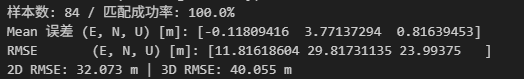 样本数: 84 / 匹配成功率: 100.0%
Mean 误差 (E, N, U) [m]: [-0.11809416  3.77137294  0.81639453]
RMSE      (E, N, U) [m]: [11.81618604 29.81731135 23.99375   ]
2D RMSE: 32.073 m | 3D RMSE: 40.055 m